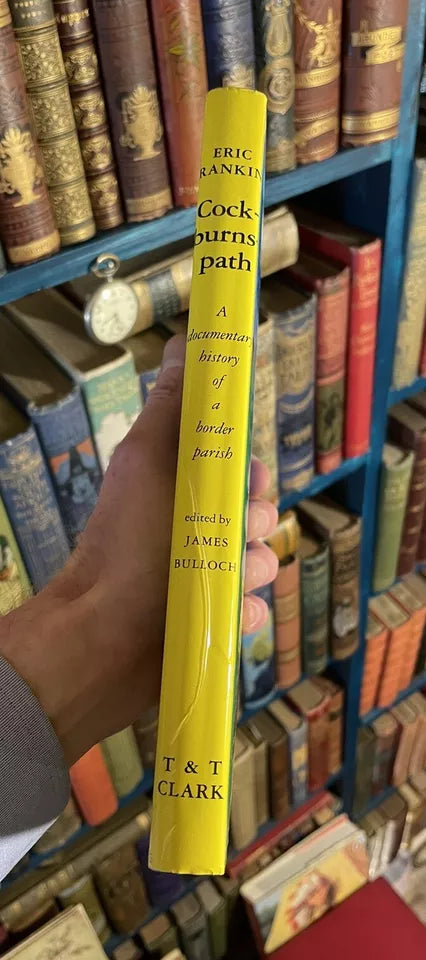 ERIC
RANKIN
Cock-
burns-
path
A
documentary
history
of
a
border
parish
edited by
JAMES
BULLOCH
T & T
CLARK